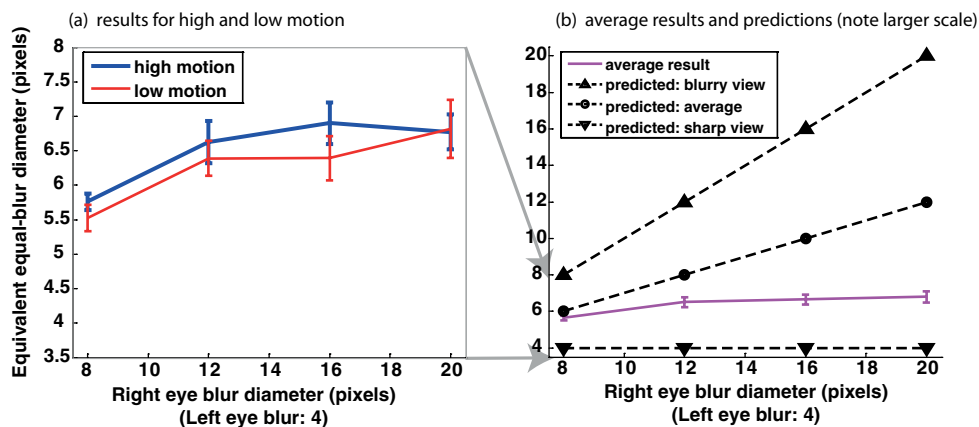 (a) results for high and low motion
Equivalent equal-blur diameter (pixels)
8
7.5
7
6.5
6
5.5
5
4.5
4
3.5
high motion
low motion
8 10 12 14 16 18 20
Right eye blur diameter (pixels)
(Left eye blur: 4)
(b) average results and predictions (note larger scale)
20
18
16
14
12
10
8
6
4
average result
predicted: blurry view
predicted: average
predicted: sharp view
8 10 12 14 16 18 20
Right eye blur diameter (pixels)
(Left eye blur: 4)